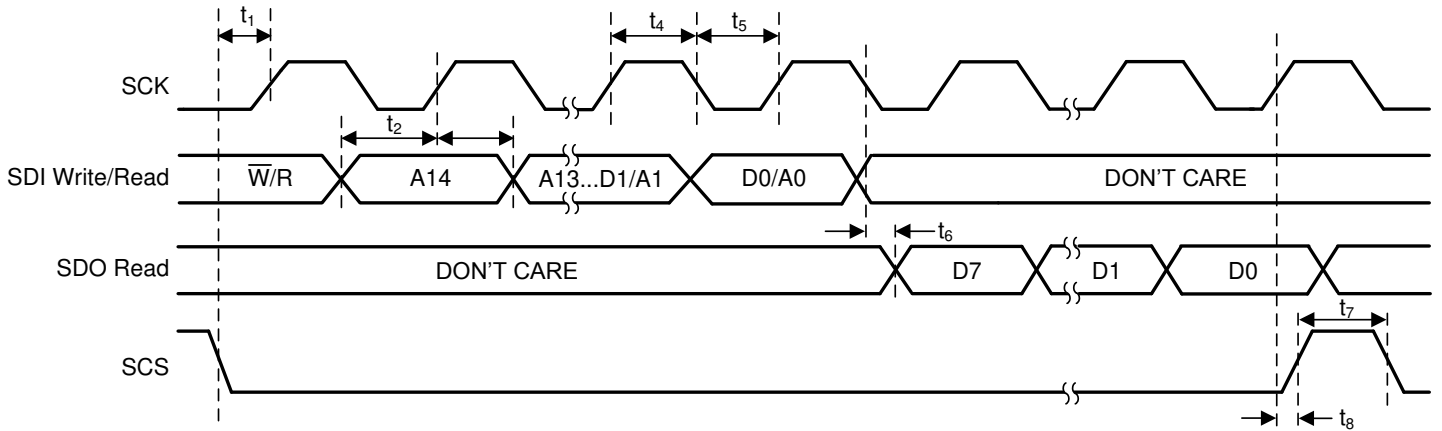 t1 t4 t5
SCK
t2
SDI Write/Read W/R A14 A13...D1/A1 D0/A0 DON'T CARE
t6
SDO Read DON'T CARE D7 D1 D0
t7
SCS
t8